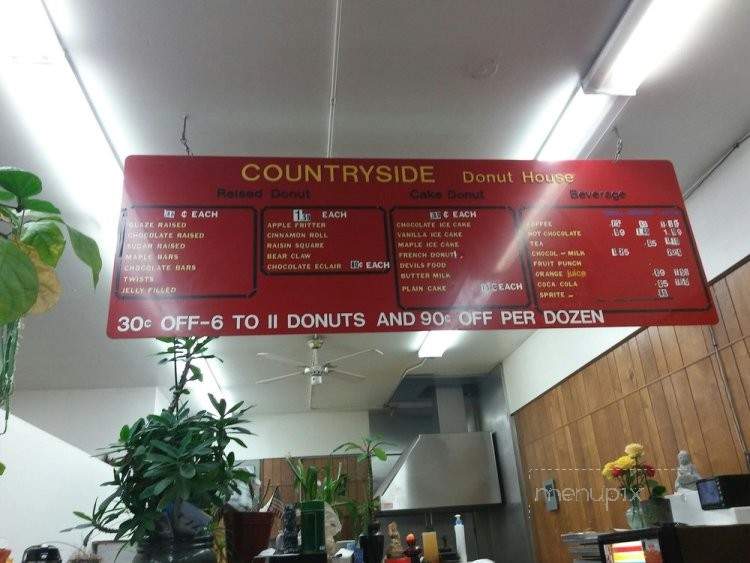 COUNTRYSIDE Donut House
Raised Donut
¢ EACH
GLAZE RAISED
CHOCOLATE RAISED
SUGAR RAISED
MAPLE BARS
CHOCOLATE BARS
TWISTS
JELLY FILLED
EACH
APPLE FRITTER
CINNAMON ROLL
RAISIN SQUARE
BEAR CLAW
CHOCOLATE ECLAIR ¢ EACH
Cake Donut
¢ EACH
CHOCOLATE ICE CAKE
VANILLA ICE CAKE
MAPLE ICE CAKE
FRENCH DONUT
DEVILS FOOD
BUTTER MILK
PLAIN CAKE ¢ EACH
Beverage
COFFEE
HOT CHOCOLATE
TEA
CHOCOL - MILK
FRUIT PUNCH
ORANGE juice
COCA COLA
SPRITE
30¢ OFF-6 TO 11 DONUTS AND 90¢ OFF PER DOZEN
menupix